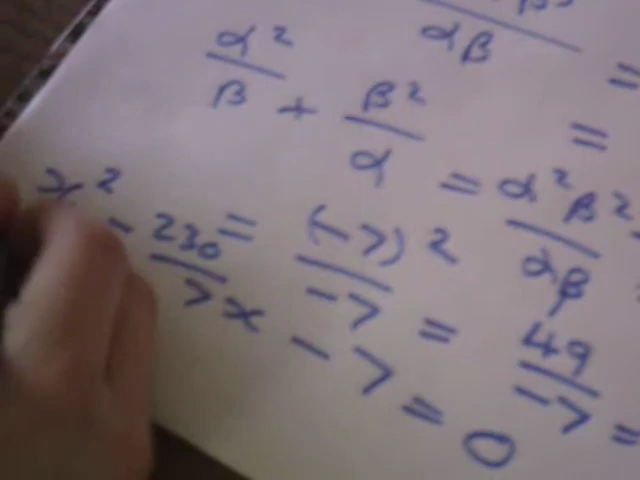 αβ =
α²/β + β²/α =
= α²β²/αβ
= (-7)²/-7 = 49/-7 =
x² - 230/7 x - 7 = 0